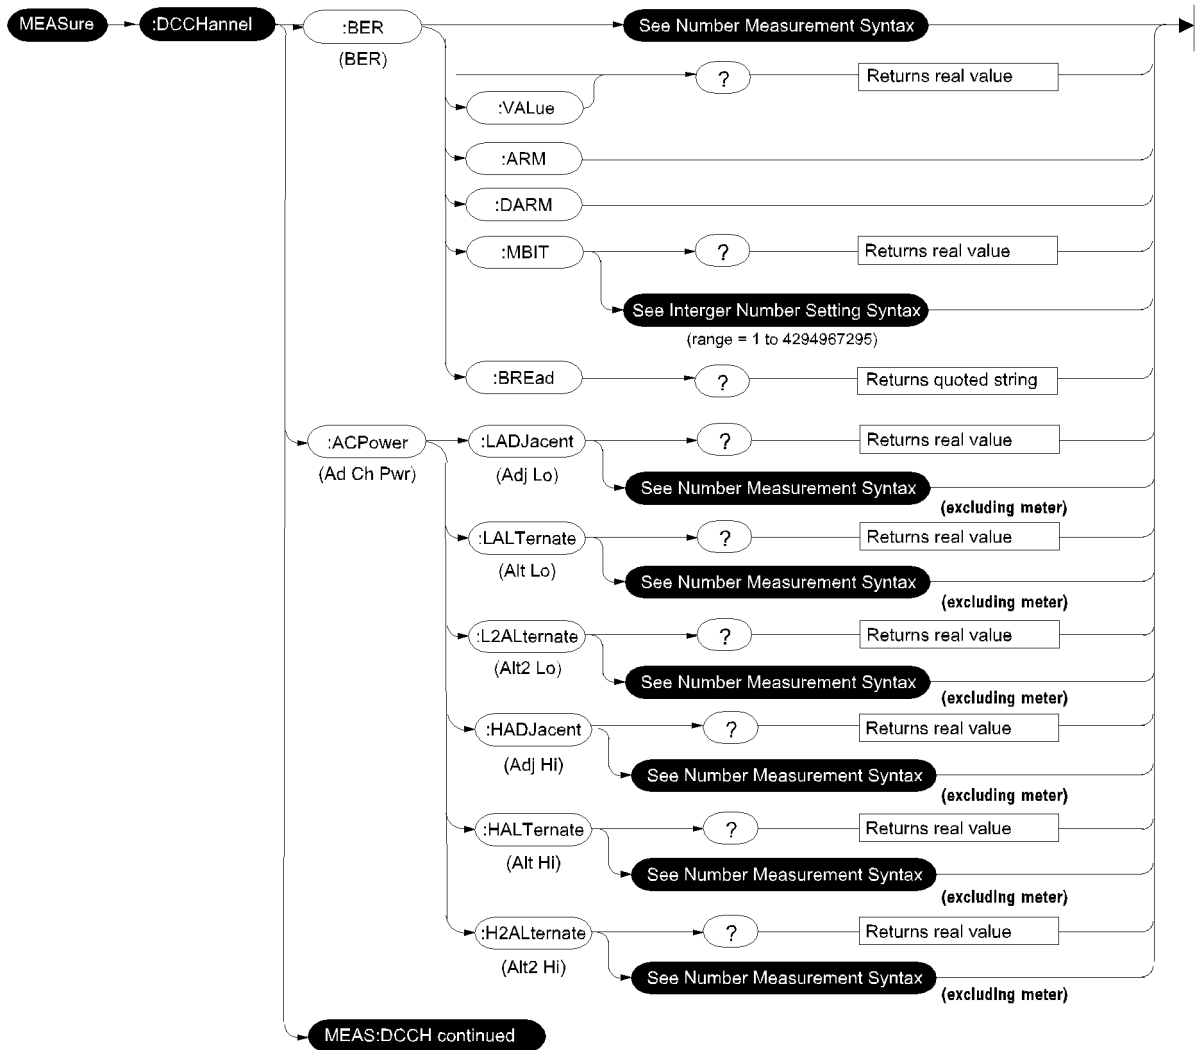 MEASure :DCCHannel :BER See Number Measurement Syntax
(BER)
? Returns real value
:VALue
:ARM
:DARM
:MBIT ? Returns real value
See Interger Number Setting Syntax
(range = 1 to 4294967295)
:BREad ? Returns quoted string
:ACPower :LADJacent ? Returns real value
(Ad Ch Pwr) (Adj Lo) See Number Measurement Syntax
(excluding meter)
:LALTernate ? Returns real value
(Alt Lo) See Number Measurement Syntax
(excluding meter)
:L2ALternate ? Returns real value
(Alt2 Lo) See Number Measurement Syntax
(excluding meter)
:HADJacent ? Returns real value
(Adj Hi) See Number Measurement Syntax
(excluding meter)
:HALTernate ? Returns real value
(Alt Hi) See Number Measurement Syntax
(excluding meter)
:H2ALternate ? Returns real value
(Alt2 Hi) See Number Measurement Syntax
(excluding meter)
MEAS:DCCH continued